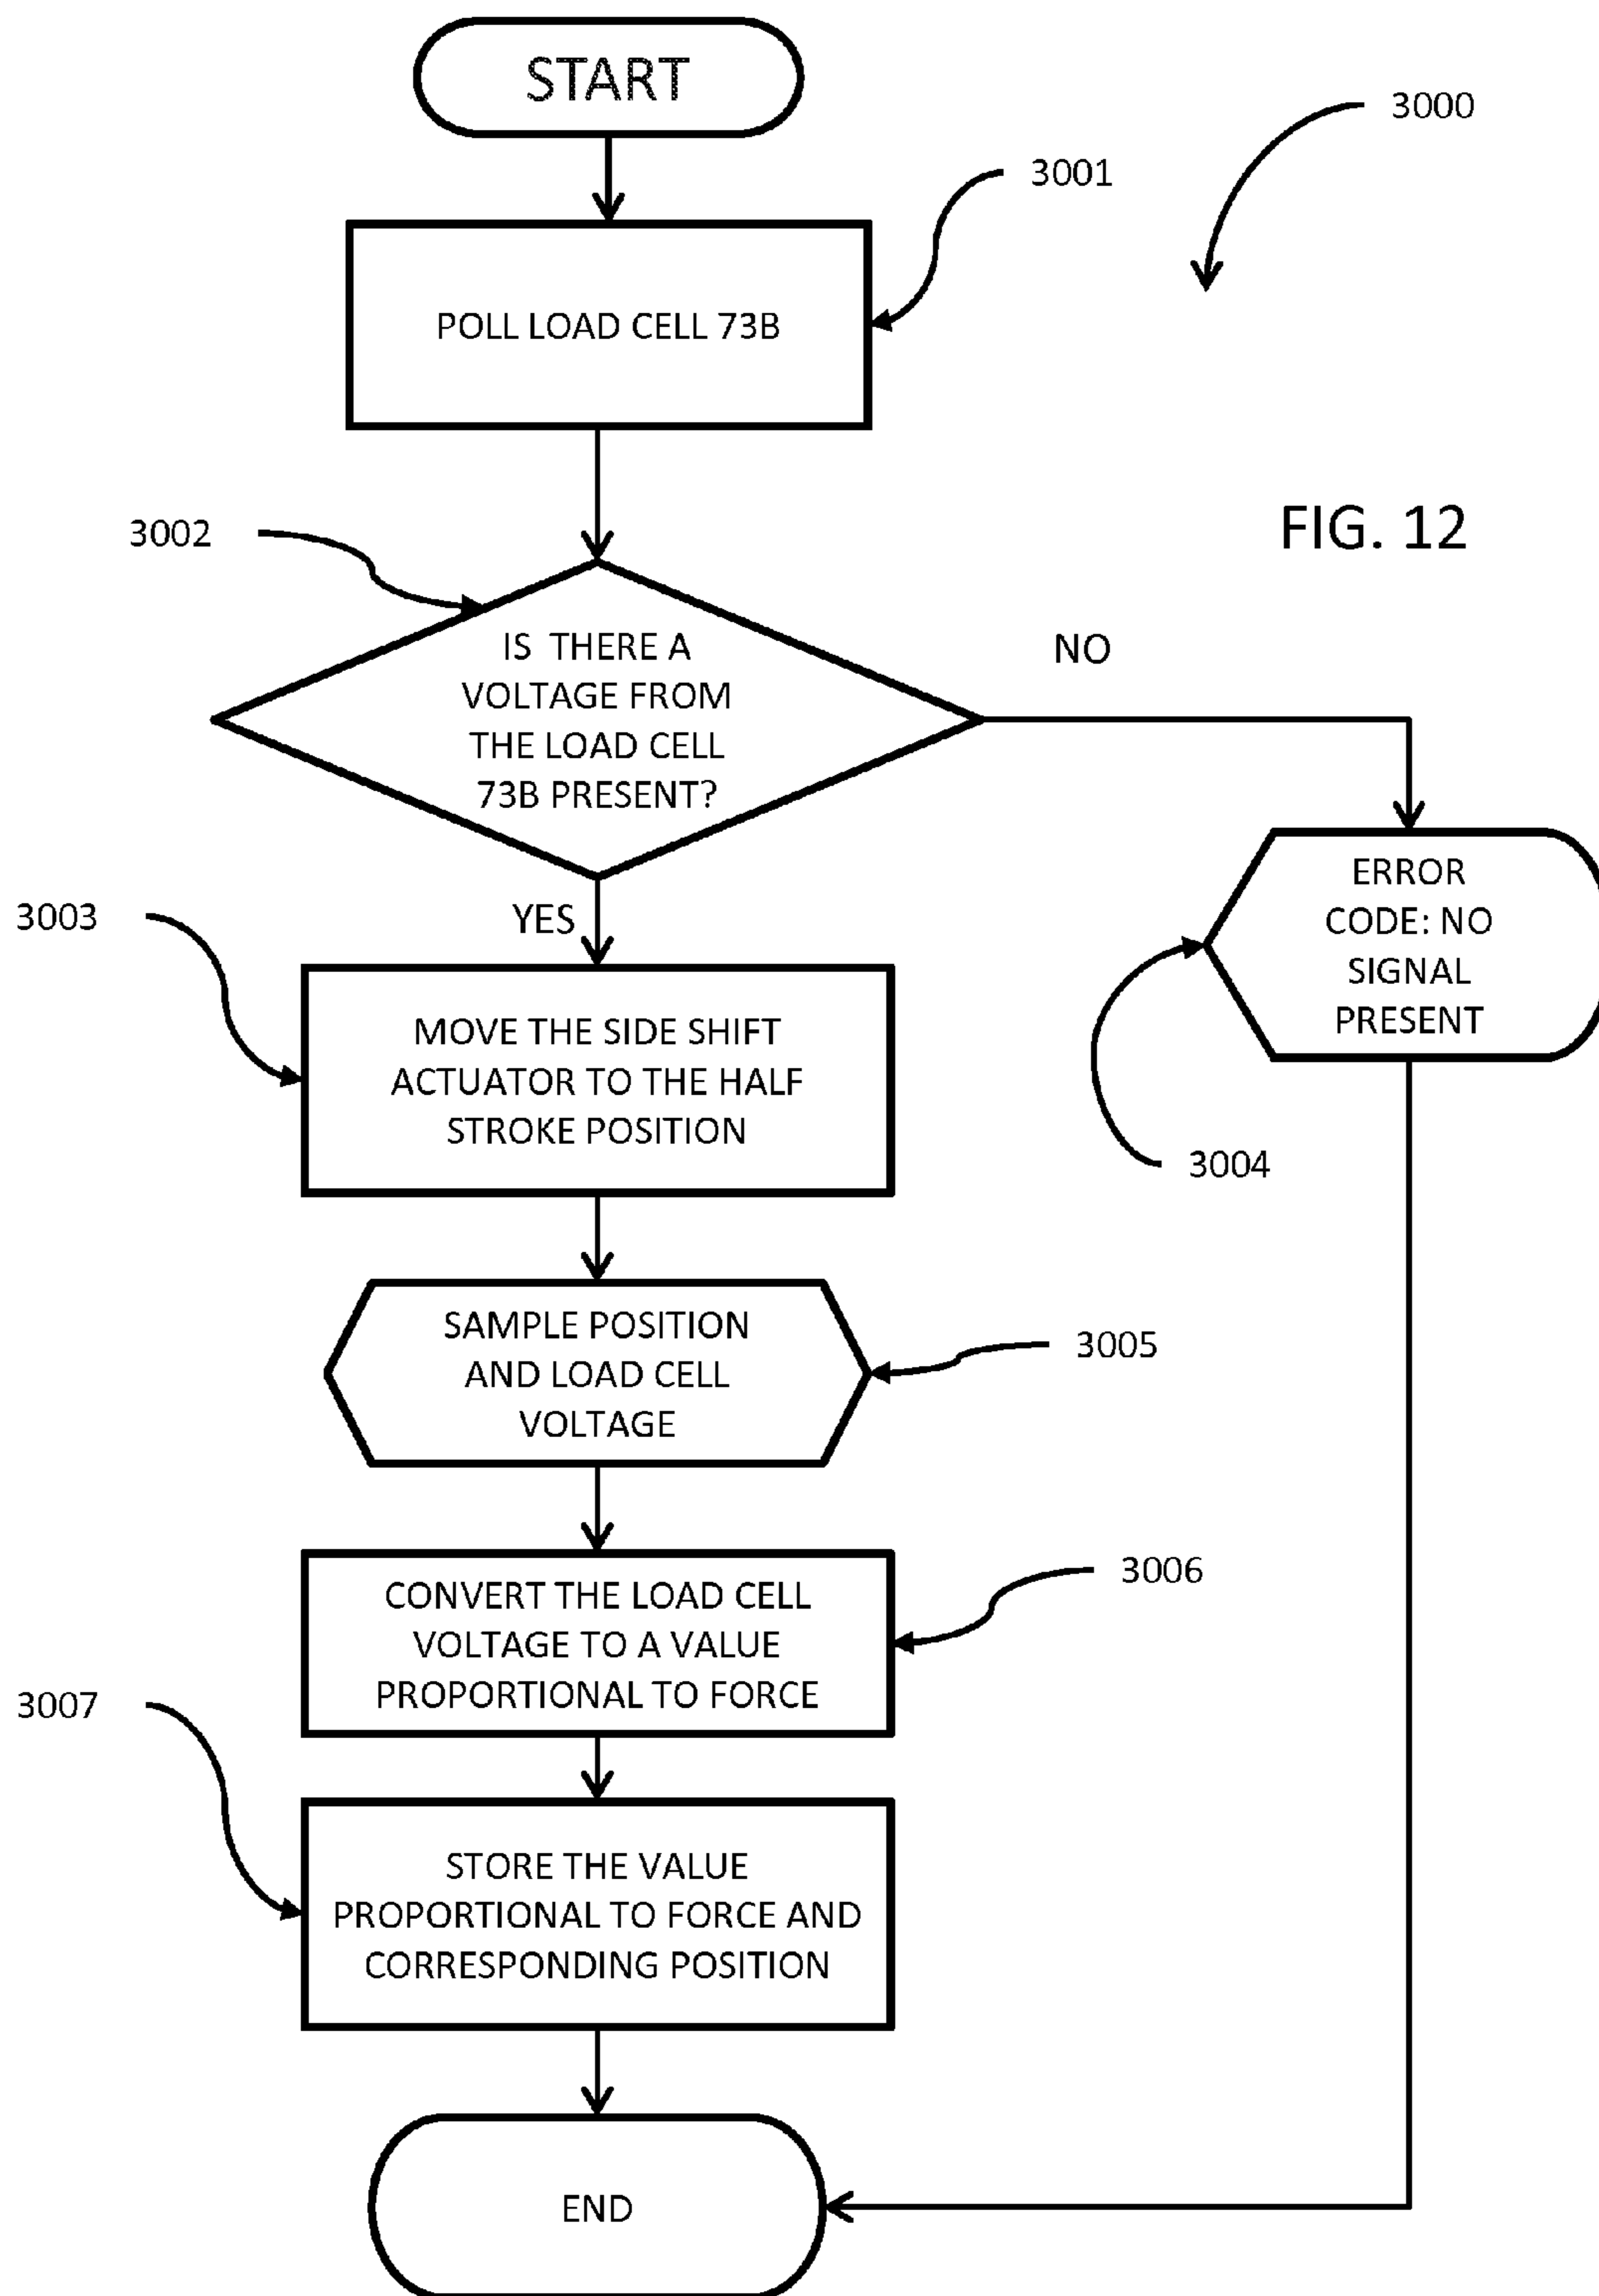 START
3000
3001
POLL LOAD CELL 73B
3002
FIG. 12
IS THERE A
VOLTAGE FROM
THE LOAD CELL
73B PRESENT?
NO
YES
3003
MOVE THE SIDE SHIFT
ACTUATOR TO THE HALF
STROKE POSITION
ERROR
CODE: NO
SIGNAL
PRESENT
3004
SAMPLE POSITION
AND LOAD CELL
VOLTAGE
3005
CONVERT THE LOAD CELL
VOLTAGE TO A VALUE
PROPORTIONAL TO FORCE
3006
3007
STORE THE VALUE
PROPORTIONAL TO FORCE AND
CORRESPONDING POSITION
END